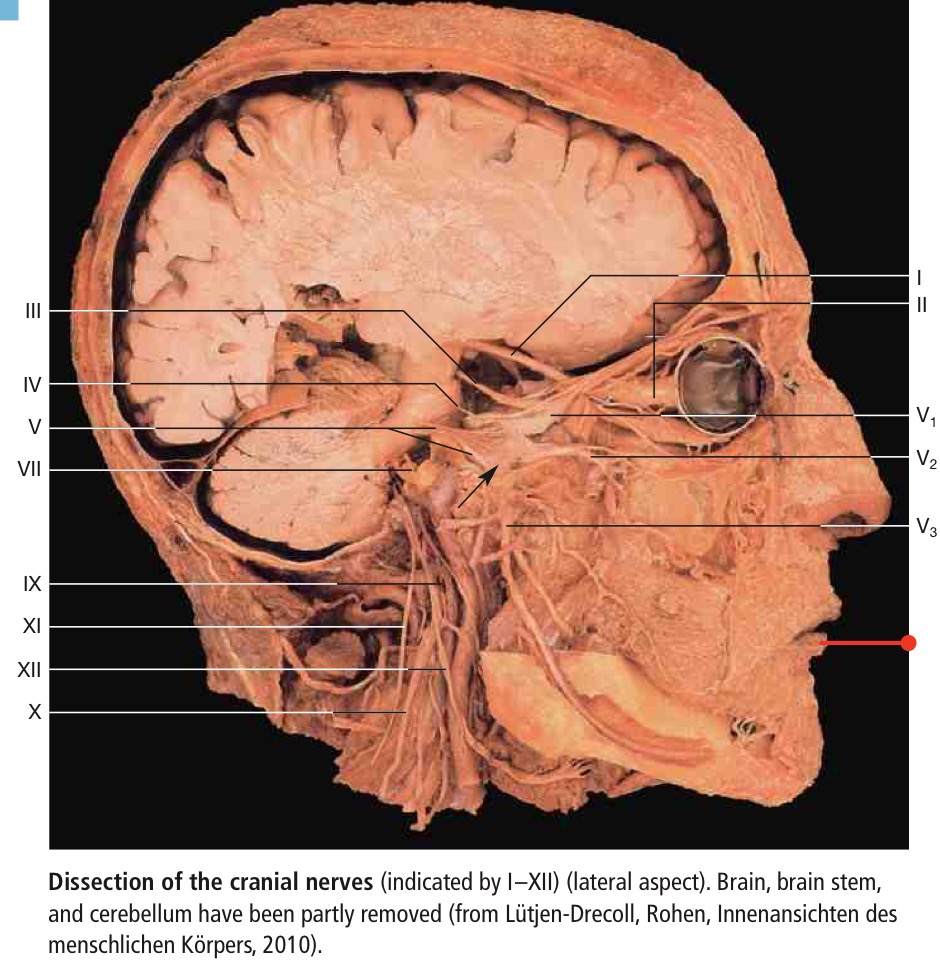 I
II
III
IV
V
V1
VII
V2
V3
IX
XI
XII
X
Dissection of the cranial nerves (indicated by I–XII) (lateral aspect). Brain, brain stem,
and cerebellum have been partly removed (from Lütjen-Drecoll, Rohen, Innenansichten des
menschlichen Körpers, 2010).